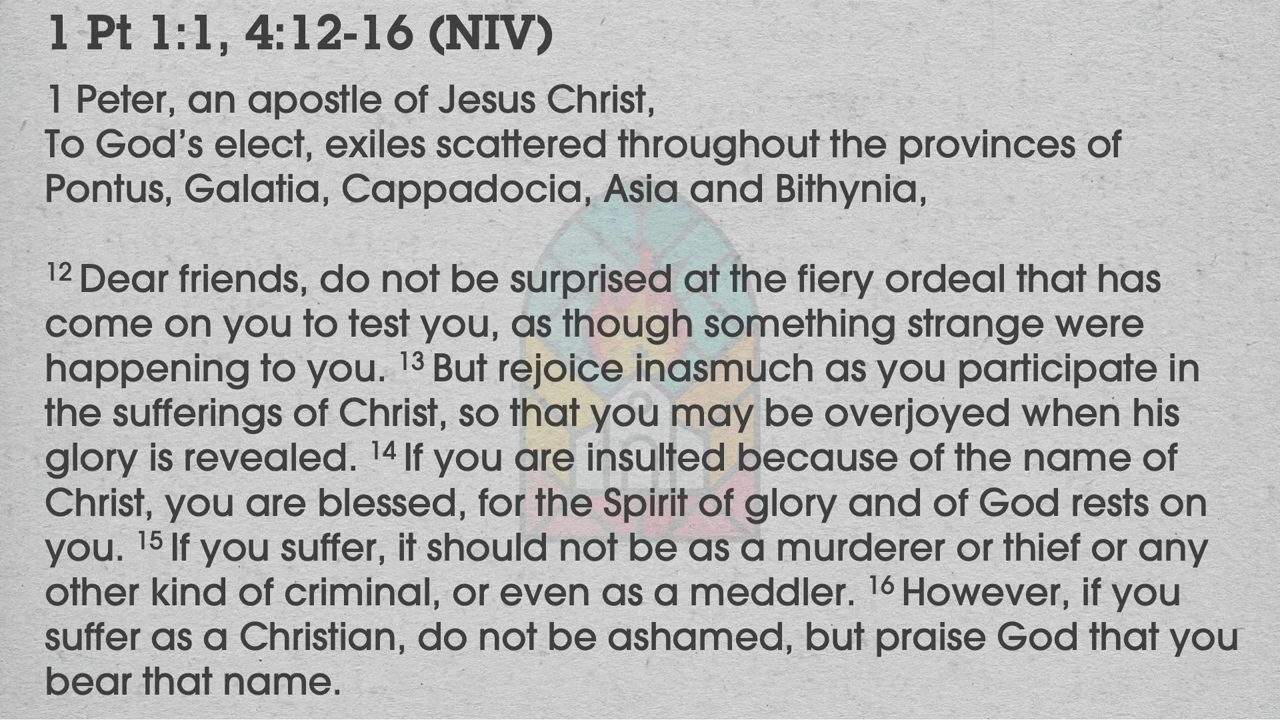 1 Pt 1:1, 4:12-16 (NIV)
1 Peter, an apostle of Jesus Christ,
To God’s elect, exiles scattered throughout the provinces of
Pontus, Galatia, Cappadocia, Asia and Bithynia,
12 Dear friends, do not be surprised at the fiery ordeal that has
come on you to test you, as though something strange were
happening to you. 13 But rejoice inasmuch as you participate in
the sufferings of Christ, so that you may be overjoyed when his
glory is revealed. 14 If you are insulted because of the name of
Christ, you are blessed, for the Spirit of glory and of God rests on
you. 15 If you suffer, it should not be as a murderer or thief or any
other kind of criminal, or even as a meddler. 16 However, if you
suffer as a Christian, do not be ashamed, but praise God that you
bear that name.